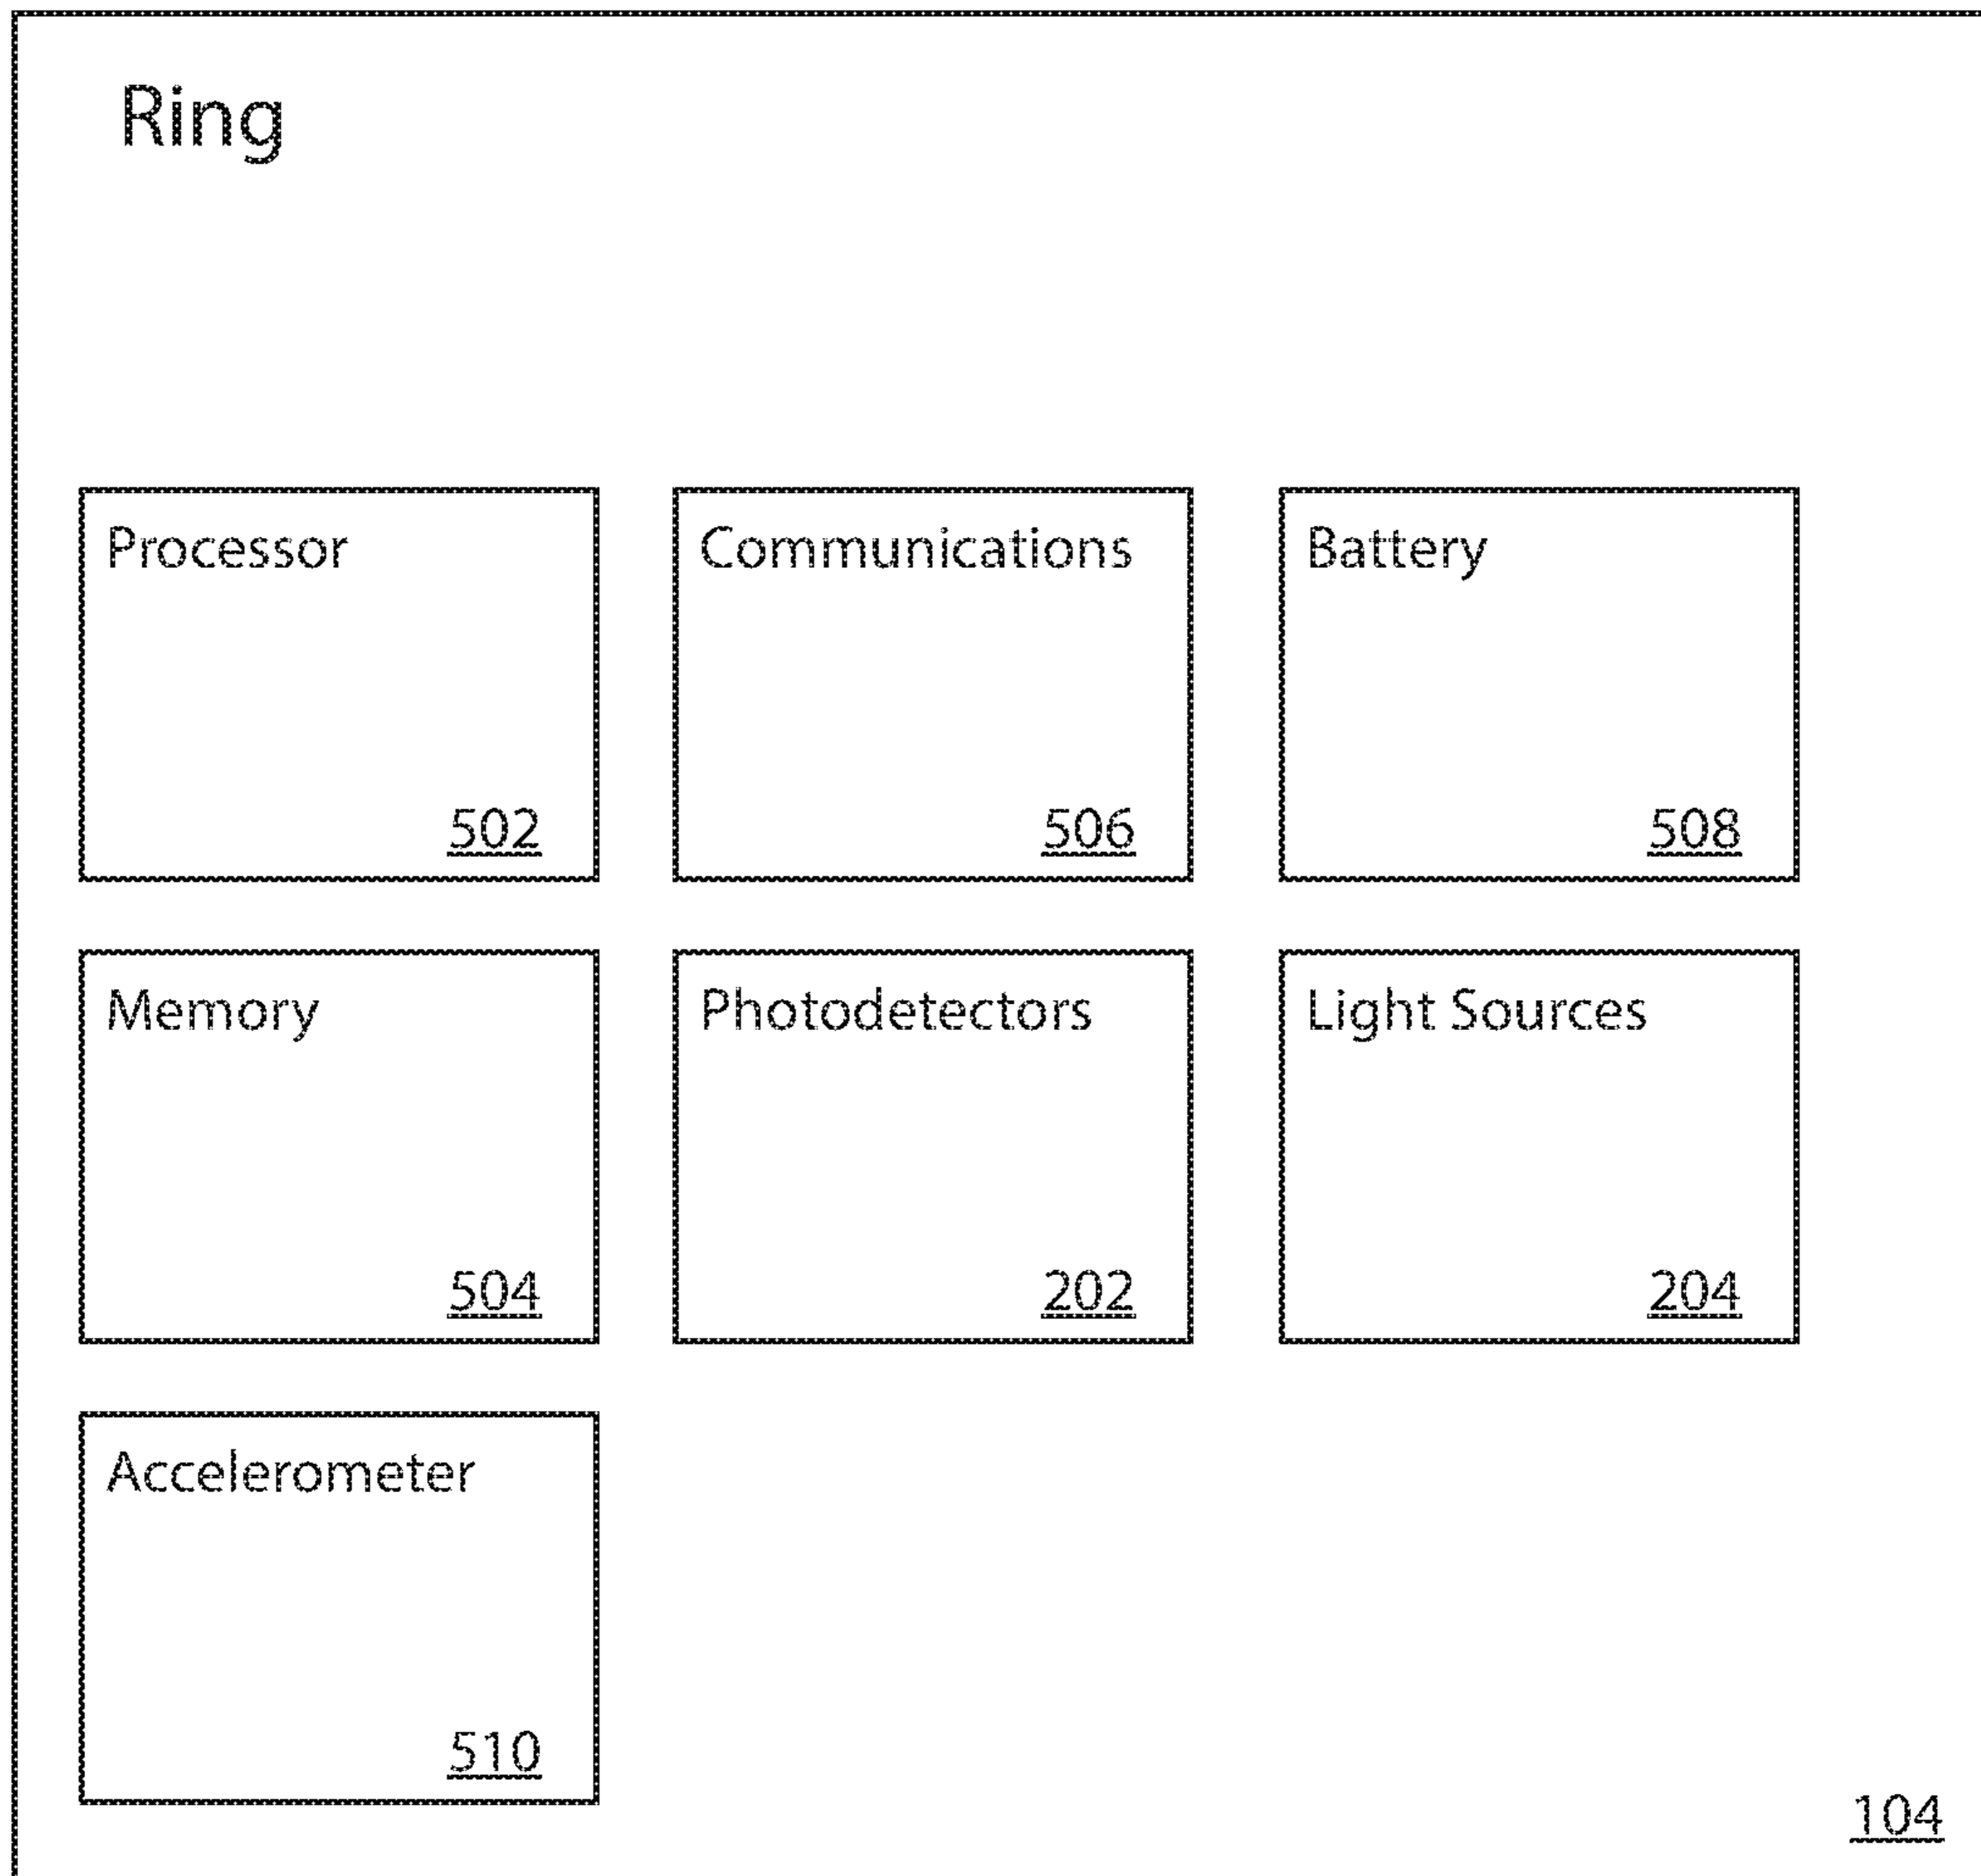 Ring
Processor
502
Communications
506
Battery
508
Memory
504
Photodetectors
202
Light Sources
204
Accelerometer
510
104